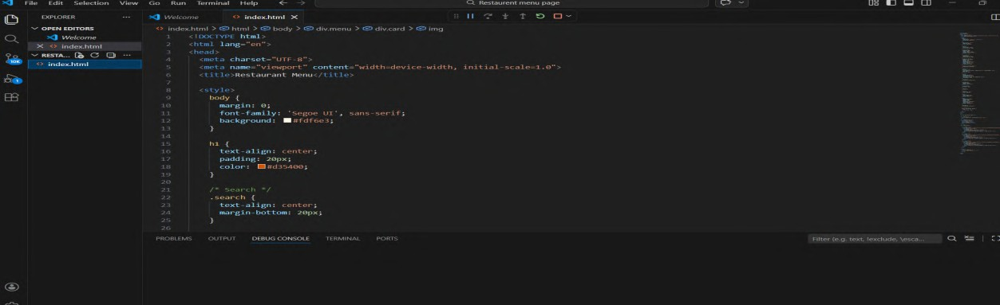 File Edit Selection View Go Run Terminal Help Restaurent menu page
EXPLORER
OPEN EDITORS
Welcome
index.html
RESTA...
index.html
10K
1
Welcome index.html
index.html > html > body > div.menu > div.card > img
1 <!DOCTYPE html>
2 <html lang="en">
3 <head>
4 <meta charset="UTF-8">
5 <meta name="viewport" content="width=device-width, initial-scale=1.0">
6 <title>Restaurant Menu</title>
7
8 <style>
9 body {
10 margin: 0;
11 font-family: 'Segoe UI', sans-serif;
12 background: #fdf6e3;
13 }
14
15 h1 {
16 text-align: center;
17 padding: 20px;
18 color: #d35400;
19 }
20
21 /* Search */
22 .search {
23 text-align: center;
24 margin-bottom: 20px;
25 }
26
PROBLEMS OUTPUT DEBUG CONSOLE TERMINAL PORTS Filter (e.g. text, !exclude, \esca...